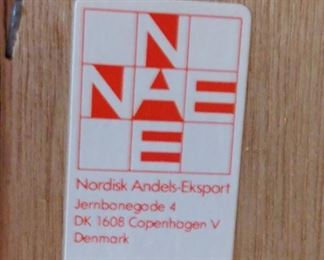 N
NAE
E
Nordisk Andels-Eksport
Jernbanegade 4
DK 1608 Copenhagen V
Denmark